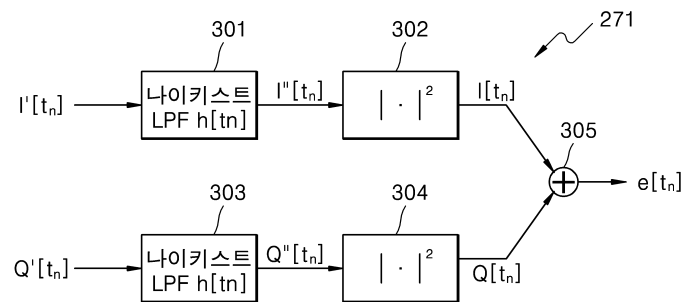 301
302
271
I'[tₙ]
나이키스트
LPF h[tn]
I"[tₙ]
| · |²
I[tₙ]
305
+
e[tₙ]
303
304
Q'[tₙ]
나이키스트
LPF h[tn]
Q"[tₙ]
| · |²
Q[tₙ]